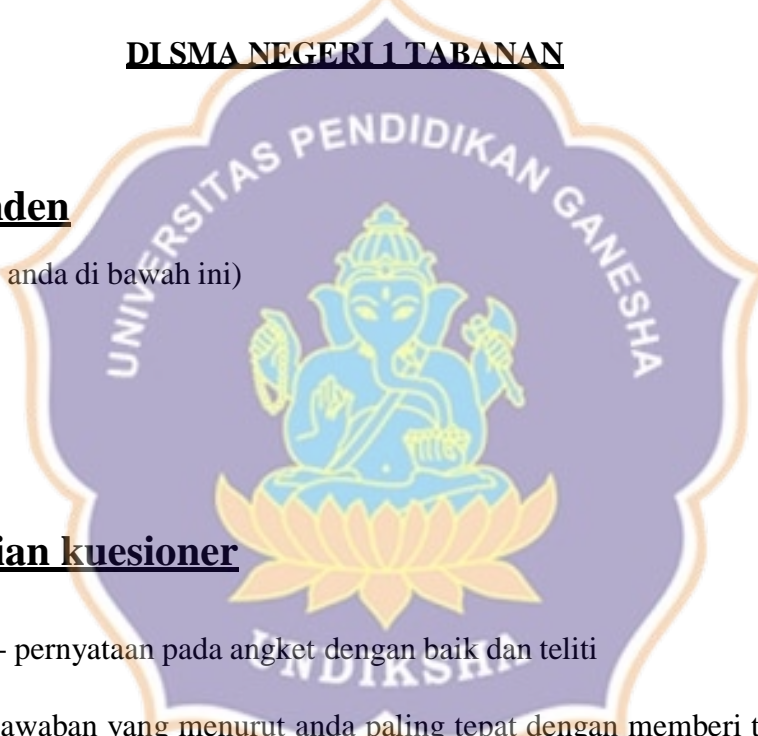 DI SMA NEGERI 1 TABANAN
UNIVERSITAS PENDIDIKAN GANESHA
nden
anda di bawah ini)
ian kuesioner
- pernyataan pada angket dengan baik dan teliti
UNDIKSHA
awaban yang menurut anda paling tepat dengan memberi t